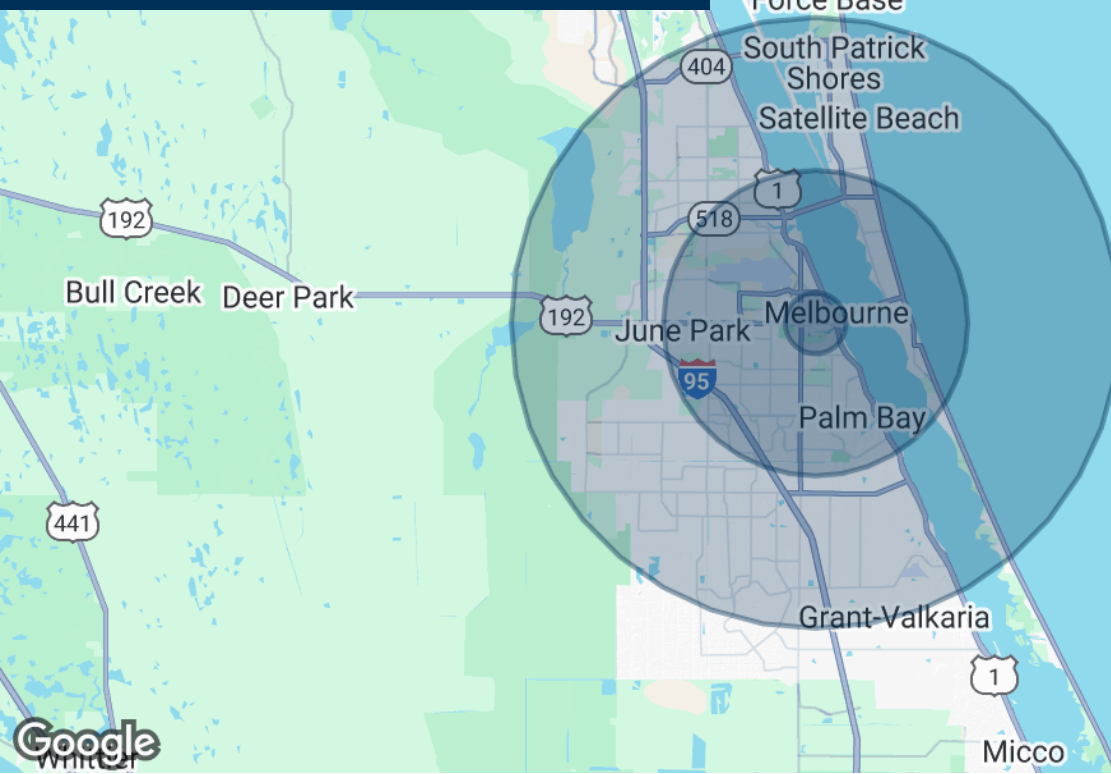 Force Base
South Patrick
Shores
404
Satellite Beach
1
518
192
Bull Creek
Deer Park
192
June Park
Melbourne
95
Palm Bay
441
Grant-Valkaria
1
Google
Whittier
Micco